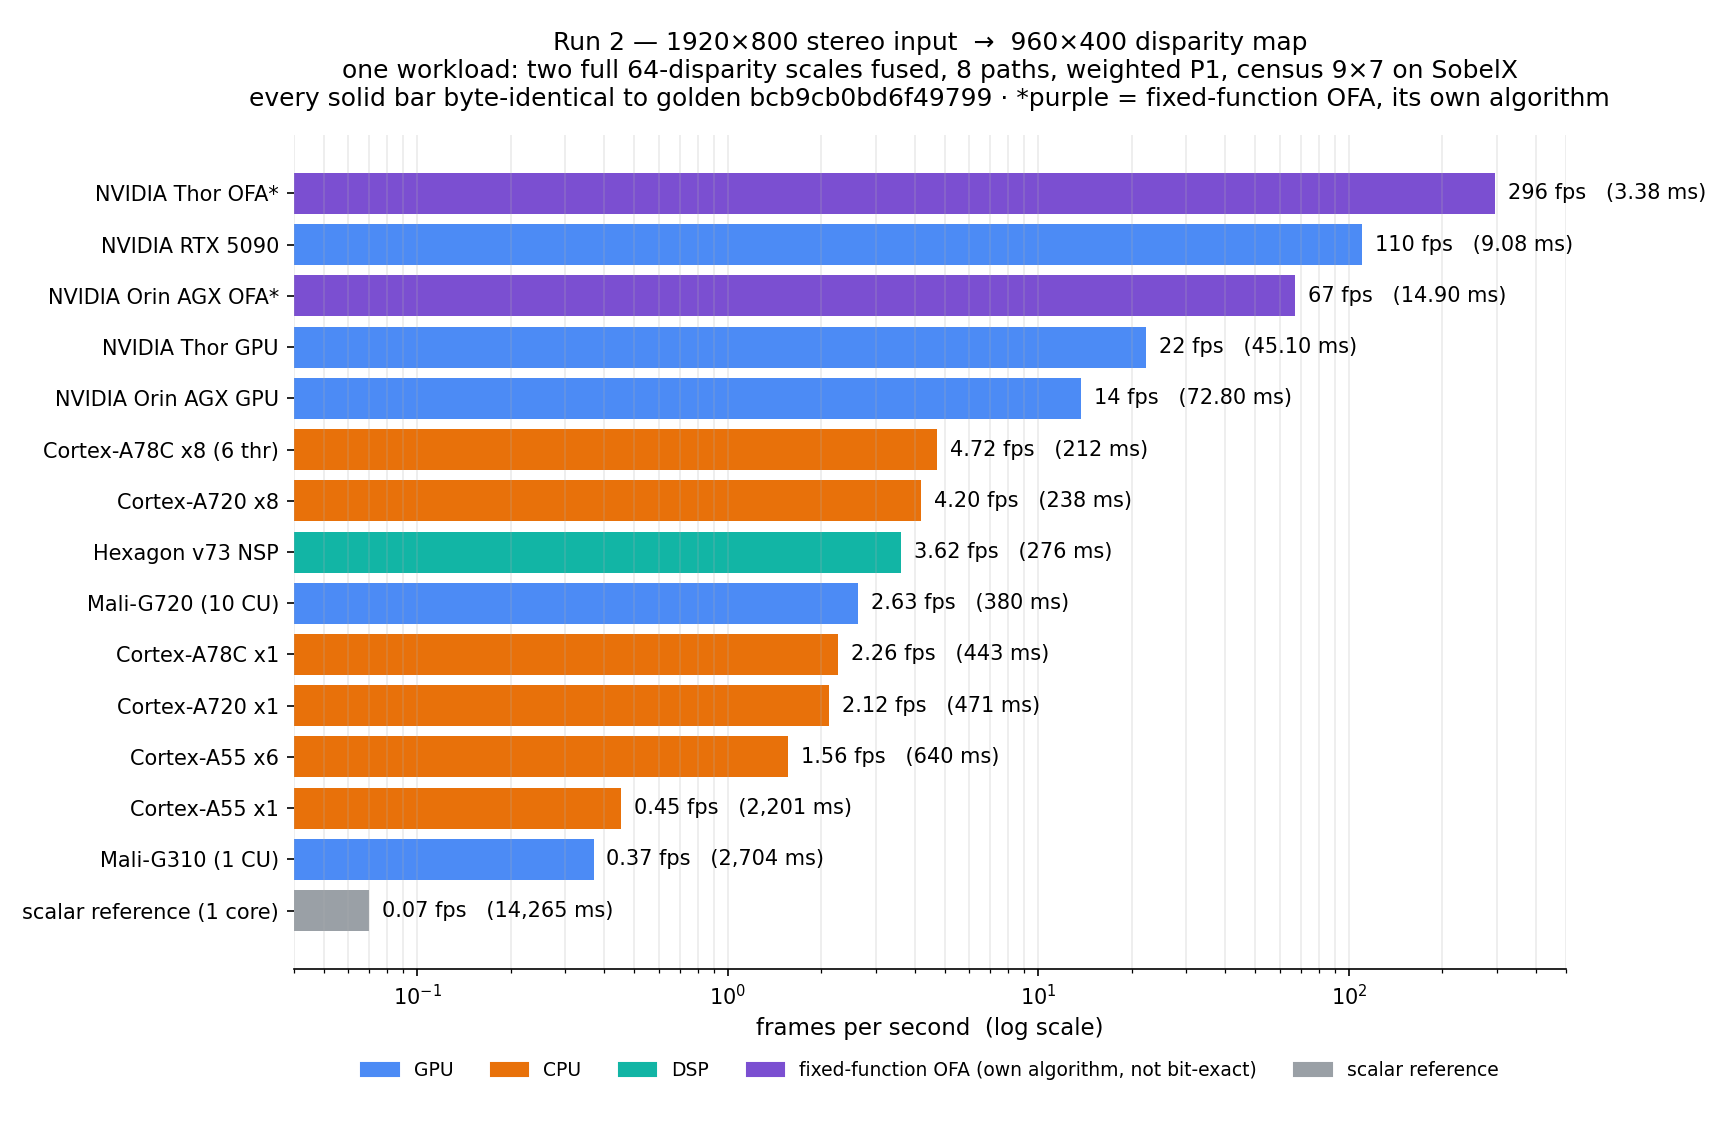 Run 2 — 1920×800 stereo input → 960×400 disparity map
one workload: two full 64-disparity scales fused, 8 paths, weighted P1, census 9×7 on SobelX
every solid bar byte-identical to golden bcb9cb0bd6f49799 · *purple = fixed-function OFA, its own algorithm
NVIDIA Thor OFA* 296 fps (3.38 ms)
NVIDIA RTX 5090 110 fps (9.08 ms)
NVIDIA Orin AGX OFA* 67 fps (14.90 ms)
NVIDIA Thor GPU 22 fps (45.10 ms)
NVIDIA Orin AGX GPU 14 fps (72.80 ms)
Cortex-A78C x8 (6 thr) 4.72 fps (212 ms)
Cortex-A720 x8 4.20 fps (238 ms)
Hexagon v73 NSP 3.62 fps (276 ms)
Mali-G720 (10 CU) 2.63 fps (380 ms)
Cortex-A78C x1 2.26 fps (443 ms)
Cortex-A720 x1 2.12 fps (471 ms)
Cortex-A55 x6 1.56 fps (640 ms)
Cortex-A55 x1 0.45 fps (2,201 ms)
Mali-G310 (1 CU) 0.37 fps (2,704 ms)
scalar reference (1 core) 0.07 fps (14,265 ms)
10⁻¹ 10⁰ 10¹ 10²
frames per second (log scale)
GPU CPU DSP fixed-function OFA (own algorithm, not bit-exact) scalar reference